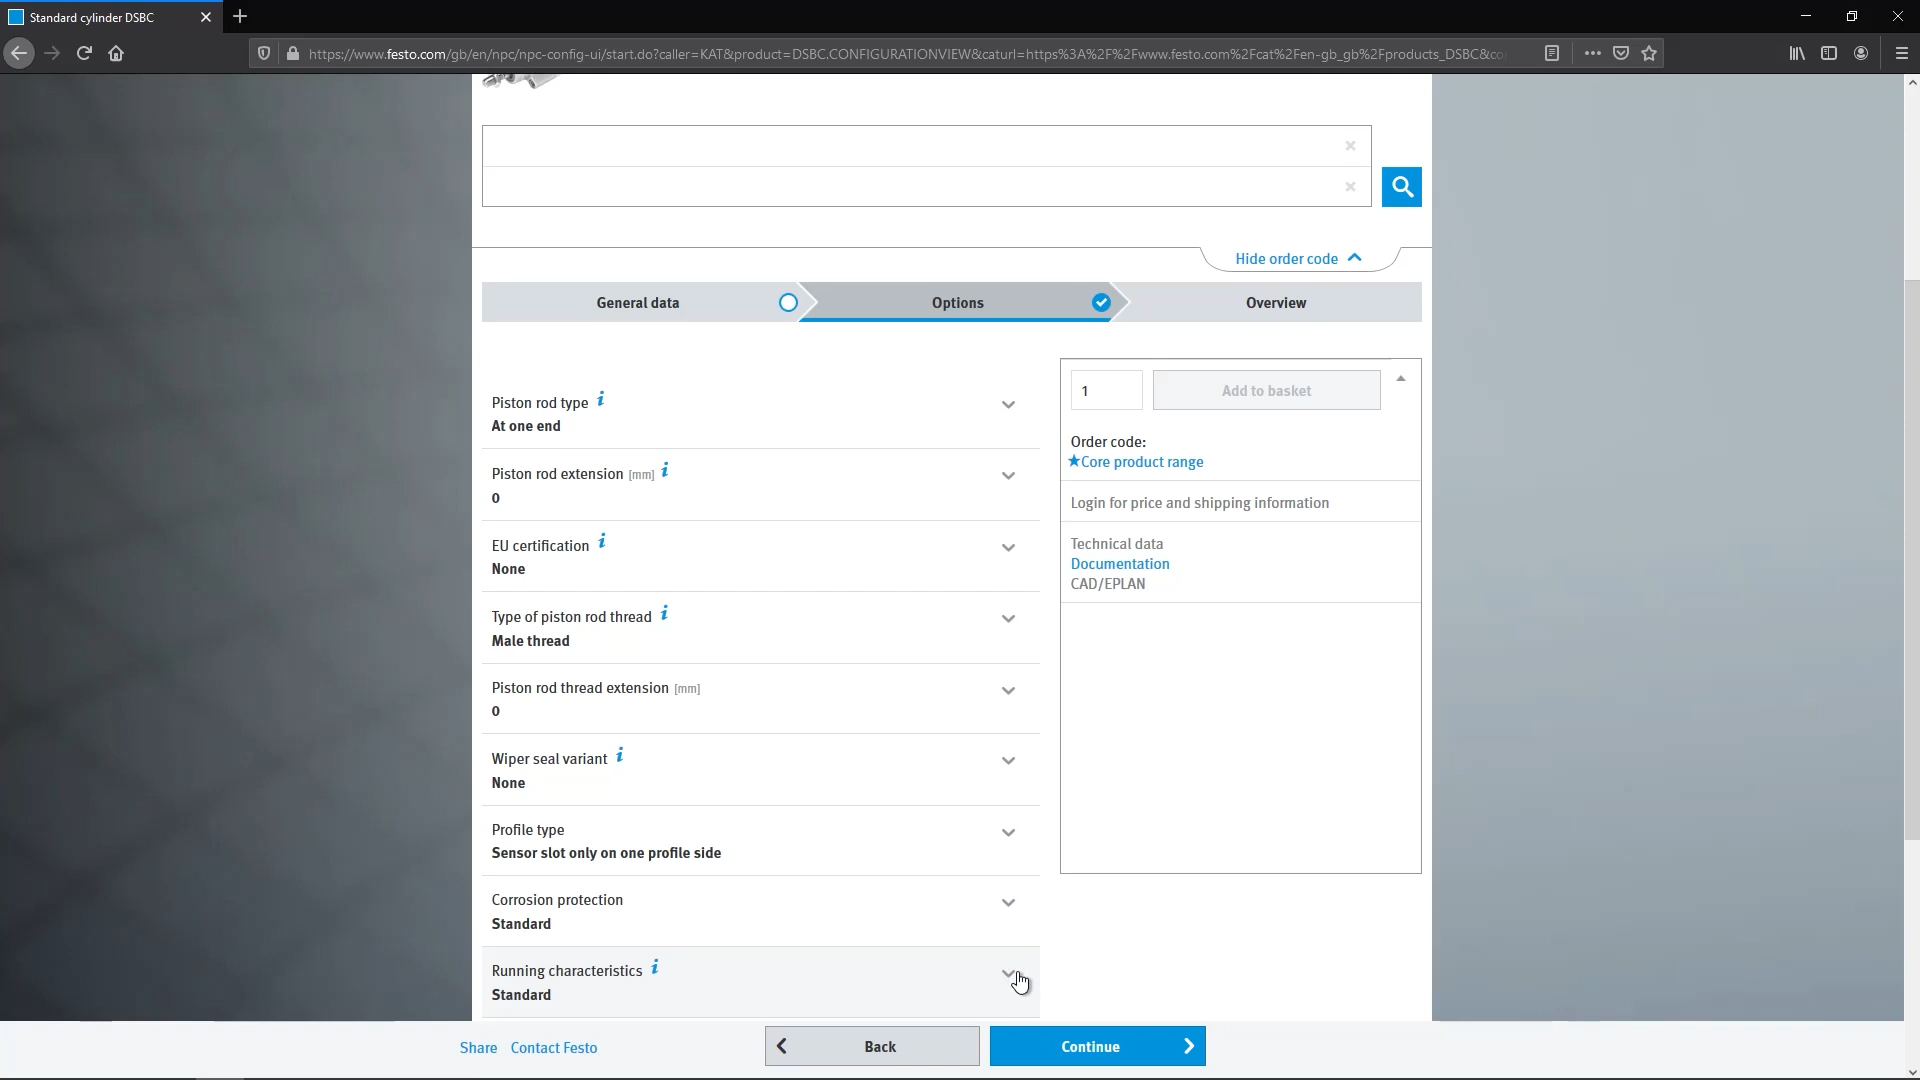 Standard cylinder DSBC
https://www.festo.com/gb/en/npc/npc-config-ui/start.do?caller=KAT&product=DSBC.CONFIGURATIONVIEW&caturl=https%3A%2F%2Fwww.festo.com%2Fcat%2Fen-gb_gb%2Fproducts_DSBC&co
Hide order code
General data
Options
Overview
Piston rod type i
At one end
Piston rod extension [mm] i
0
EU certification i
None
Type of piston rod thread i
Male thread
Piston rod thread extension [mm]
0
Wiper seal variant i
None
Profile type
Sensor slot only on one profile side
Corrosion protection
Standard
Running characteristics i
Standard
1
Add to basket
Order code:
★Core product range
Login for price and shipping information
Technical data
Documentation
CAD/EPLAN
Share Contact Festo
Back
Continue